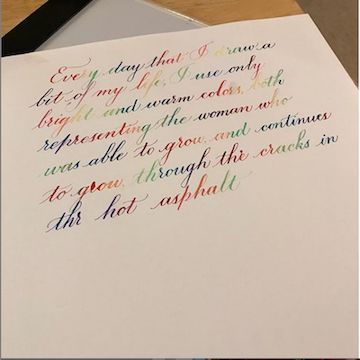 Every day that I draw a
bit of my life, I use only
bright and warm colors, both
representing the woman who
was able to grow, and continues
to grow, through the cracks in
the hot asphalt